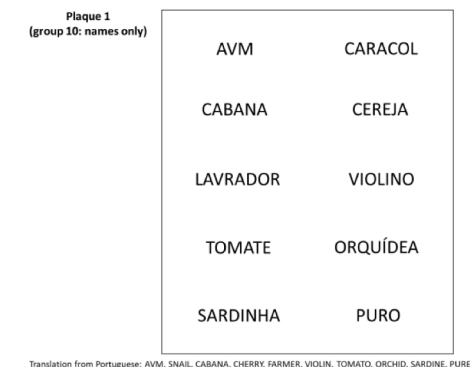 Plaque 1
(group 10: names only)
AVM CARACOL
CABANA CEREJA
LAVRADOR VIOLINO
TOMATE ORQUÍDEA
SARDINHA PURO
Translation from Portuguese: AVM, SNAIL, CABANA, CHERRY, FARMER, VIOLIN, TOMATO, ORCHID, SARDINE, PURE